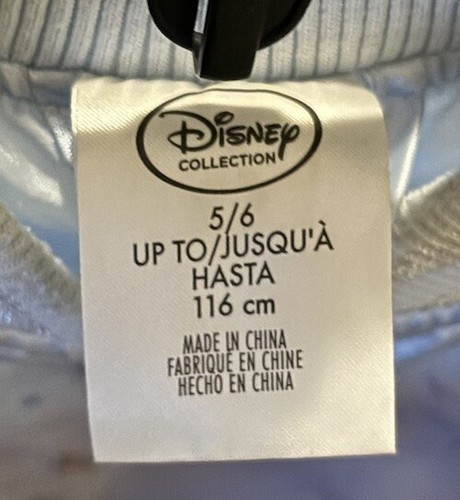 Disney
COLLECTION
5/6
UP TO/JUSQU'À
HASTA
116 cm
MADE IN CHINA
FABRIQUÉ EN CHINE
HECHO EN CHINA